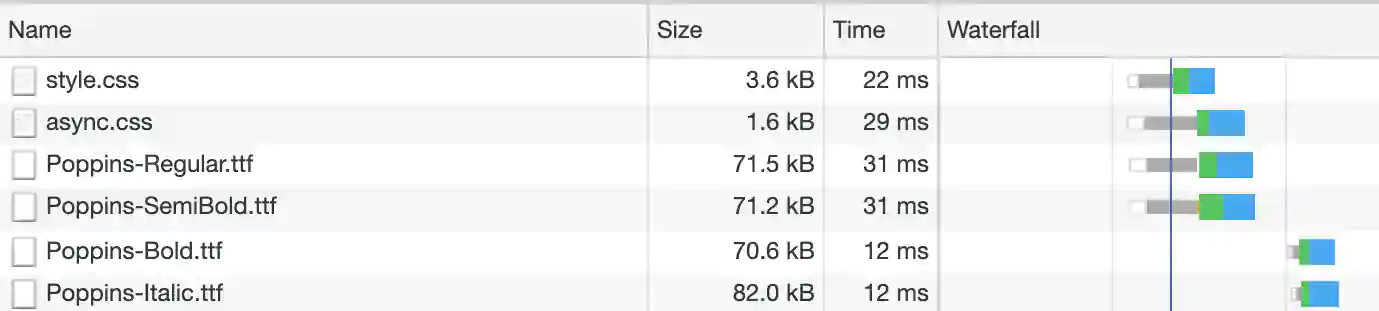 Name Size Time Waterfall
style.css 3.6 kB 22 ms
async.css 1.6 kB 29 ms
Poppins-Regular.ttf 71.5 kB 31 ms
Poppins-SemiBold.ttf 71.2 kB 31 ms
Poppins-Bold.ttf 70.6 kB 12 ms
Poppins-Italic.ttf 82.0 kB 12 ms